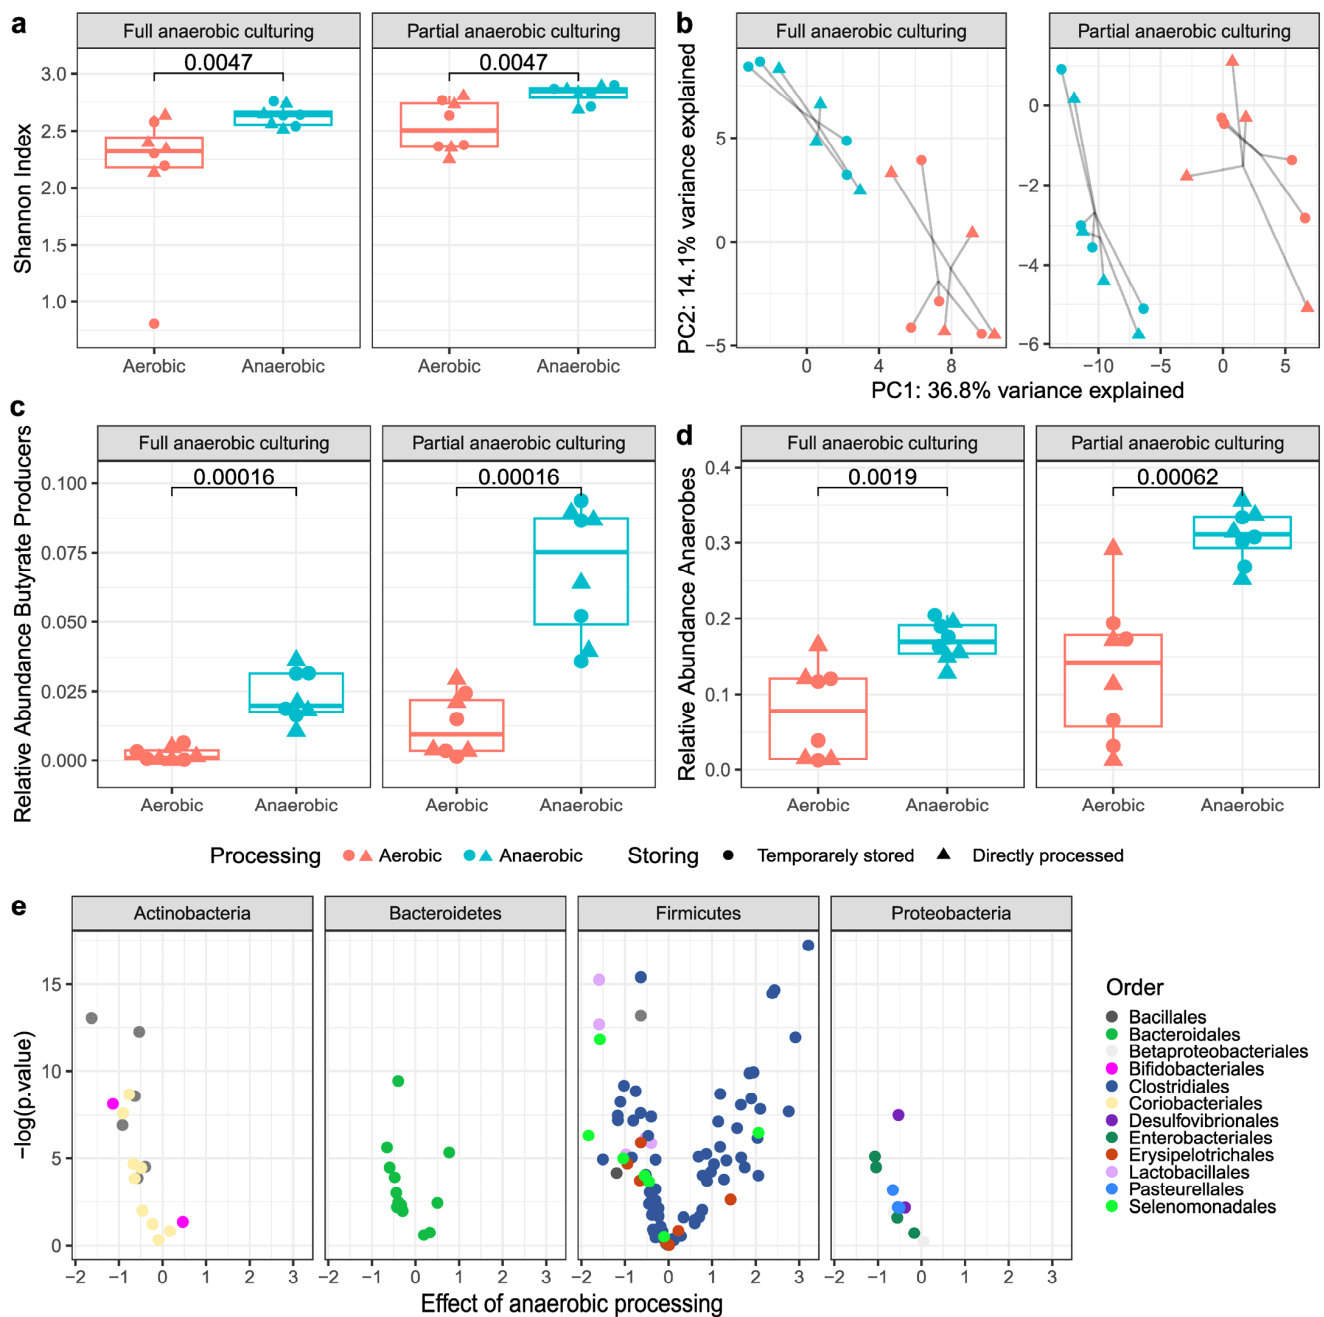 a
Full anaerobic culturing
Partial anaerobic culturing
0.0047
0.0047
3.0
2.5
2.0
1.5
1.0
Shannon Index
Aerobic
Anaerobic
Aerobic
Anaerobic
b
Full anaerobic culturing
Partial anaerobic culturing
5
0
−5
0
−2
−4
−6
PC2: 14.1% variance explained
0
4
8
−10
−5
0
5
PC1: 36.8% variance explained
c
Full anaerobic culturing
Partial anaerobic culturing
0.00016
0.00016
0.100
0.075
0.050
0.025
0.000
Relative Abundance Butyrate Producers
Aerobic
Anaerobic
Aerobic
Anaerobic
d
Full anaerobic culturing
Partial anaerobic culturing
0.0019
0.00062
0.4
0.3
0.2
0.1
0.0
Relative Abundance Anaerobes
Aerobic
Anaerobic
Aerobic
Anaerobic
Processing Aerobic Anaerobic Storing Temporarely stored Directly processed
e
Actinobacteria
Bacteroidetes
Firmicutes
Proteobacteria
15
10
5
0
−log(p.value)
−2 −1 0 1 2 3
−2 −1 0 1 2 3
−2 −1 0 1 2 3
−2 −1 0 1 2 3
Effect of anaerobic processing
Order
Bacillales
Bacteroidales
Betaproteobacteriales
Bifidobacteriales
Clostridiales
Coriobacteriales
Desulfovibrionales
Enterobacteriales
Erysipelotrichales
Lactobacillales
Pasteurellales
Selenomonadales